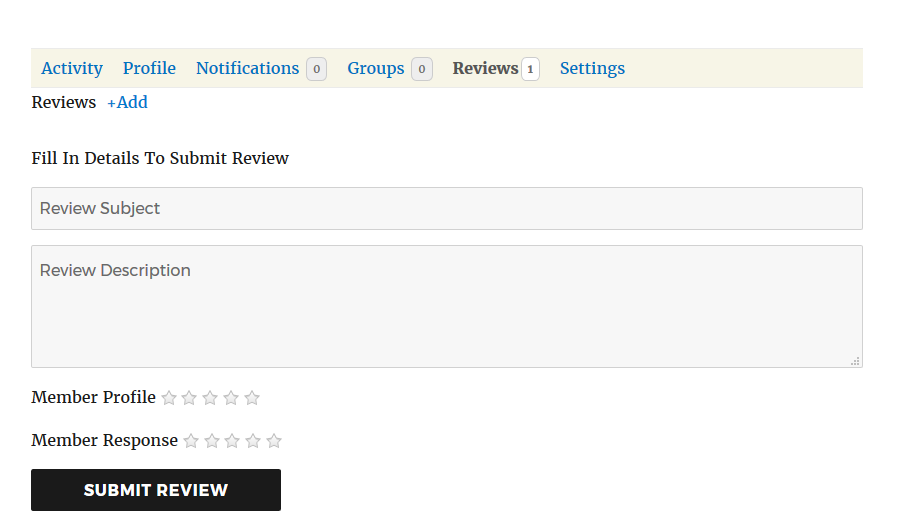 Activity Profile Notifications 0 Groups 0 Reviews 1 Settings
Reviews +Add
Fill In Details To Submit Review
Review Subject
Review Description
Member Profile
Member Response
SUBMIT REVIEW